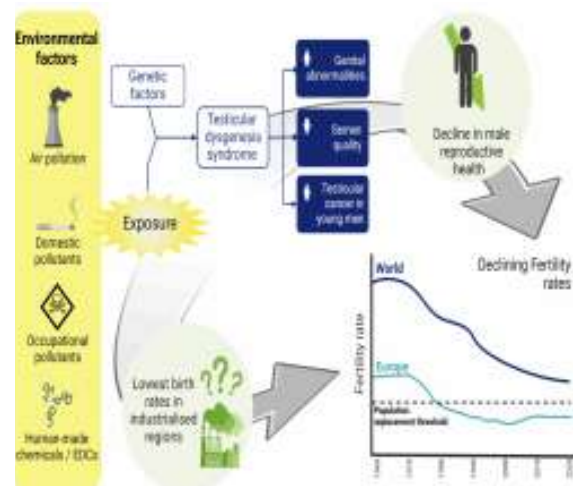 Environmental
factors
Air pollution
Domestic
pollutants
Occupational
pollutants
Human-made
chemicals / EDCs
Genetic
factors
Exposure
Testicular
dysgenesis
syndrome
Genital
abnormalities
Semen
quality
Testicular
cancer in
young men
Decline in male
reproductive
health
Lowest birth
rates in
industrialised
regions
???
Declining Fertility
rates
Fertility rate
World
Europe
Population
replacement threshold